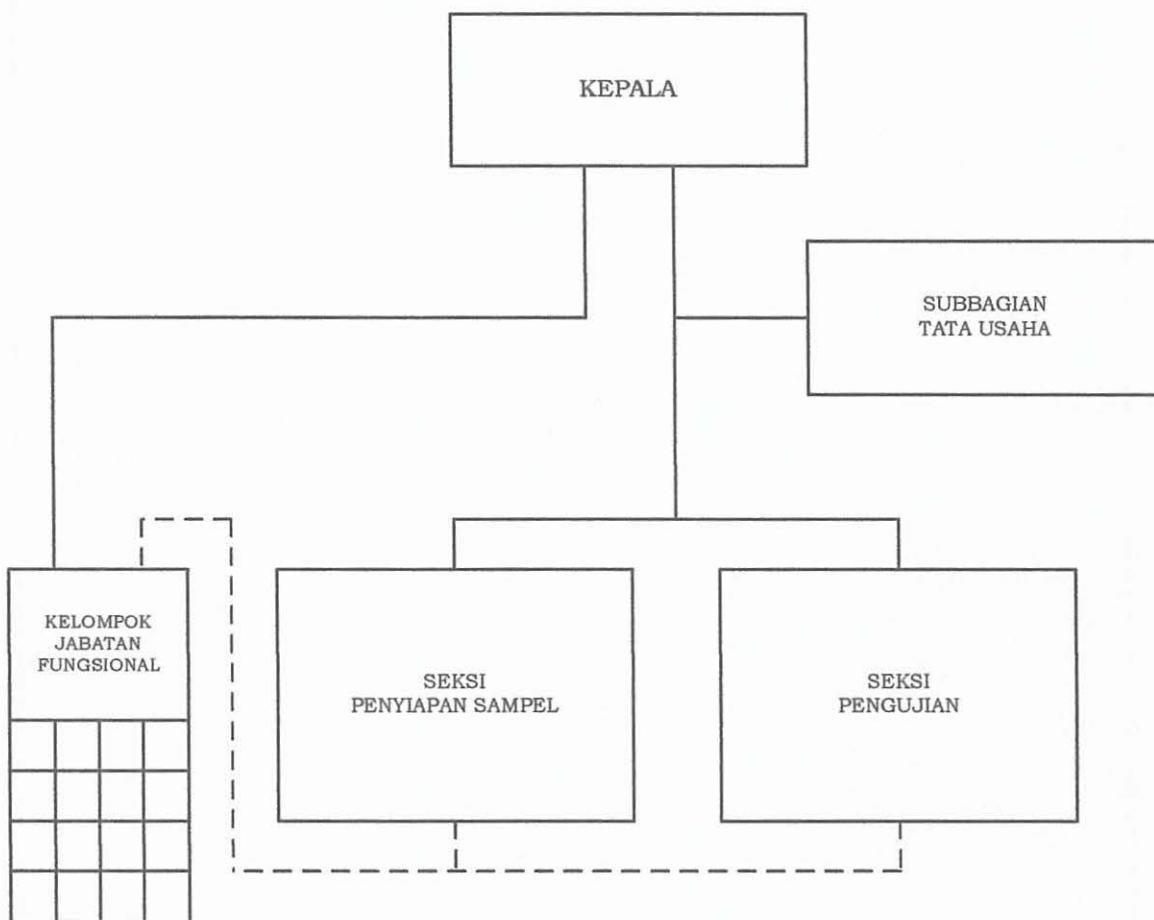 KEPALA
SUBBAGIAN
TATA USAHA
KELOMPOK
JABATAN
FUNGSIONAL
SEKSI
PENYIAPAN SAMPEL
SEKSI
PENGUJIAN